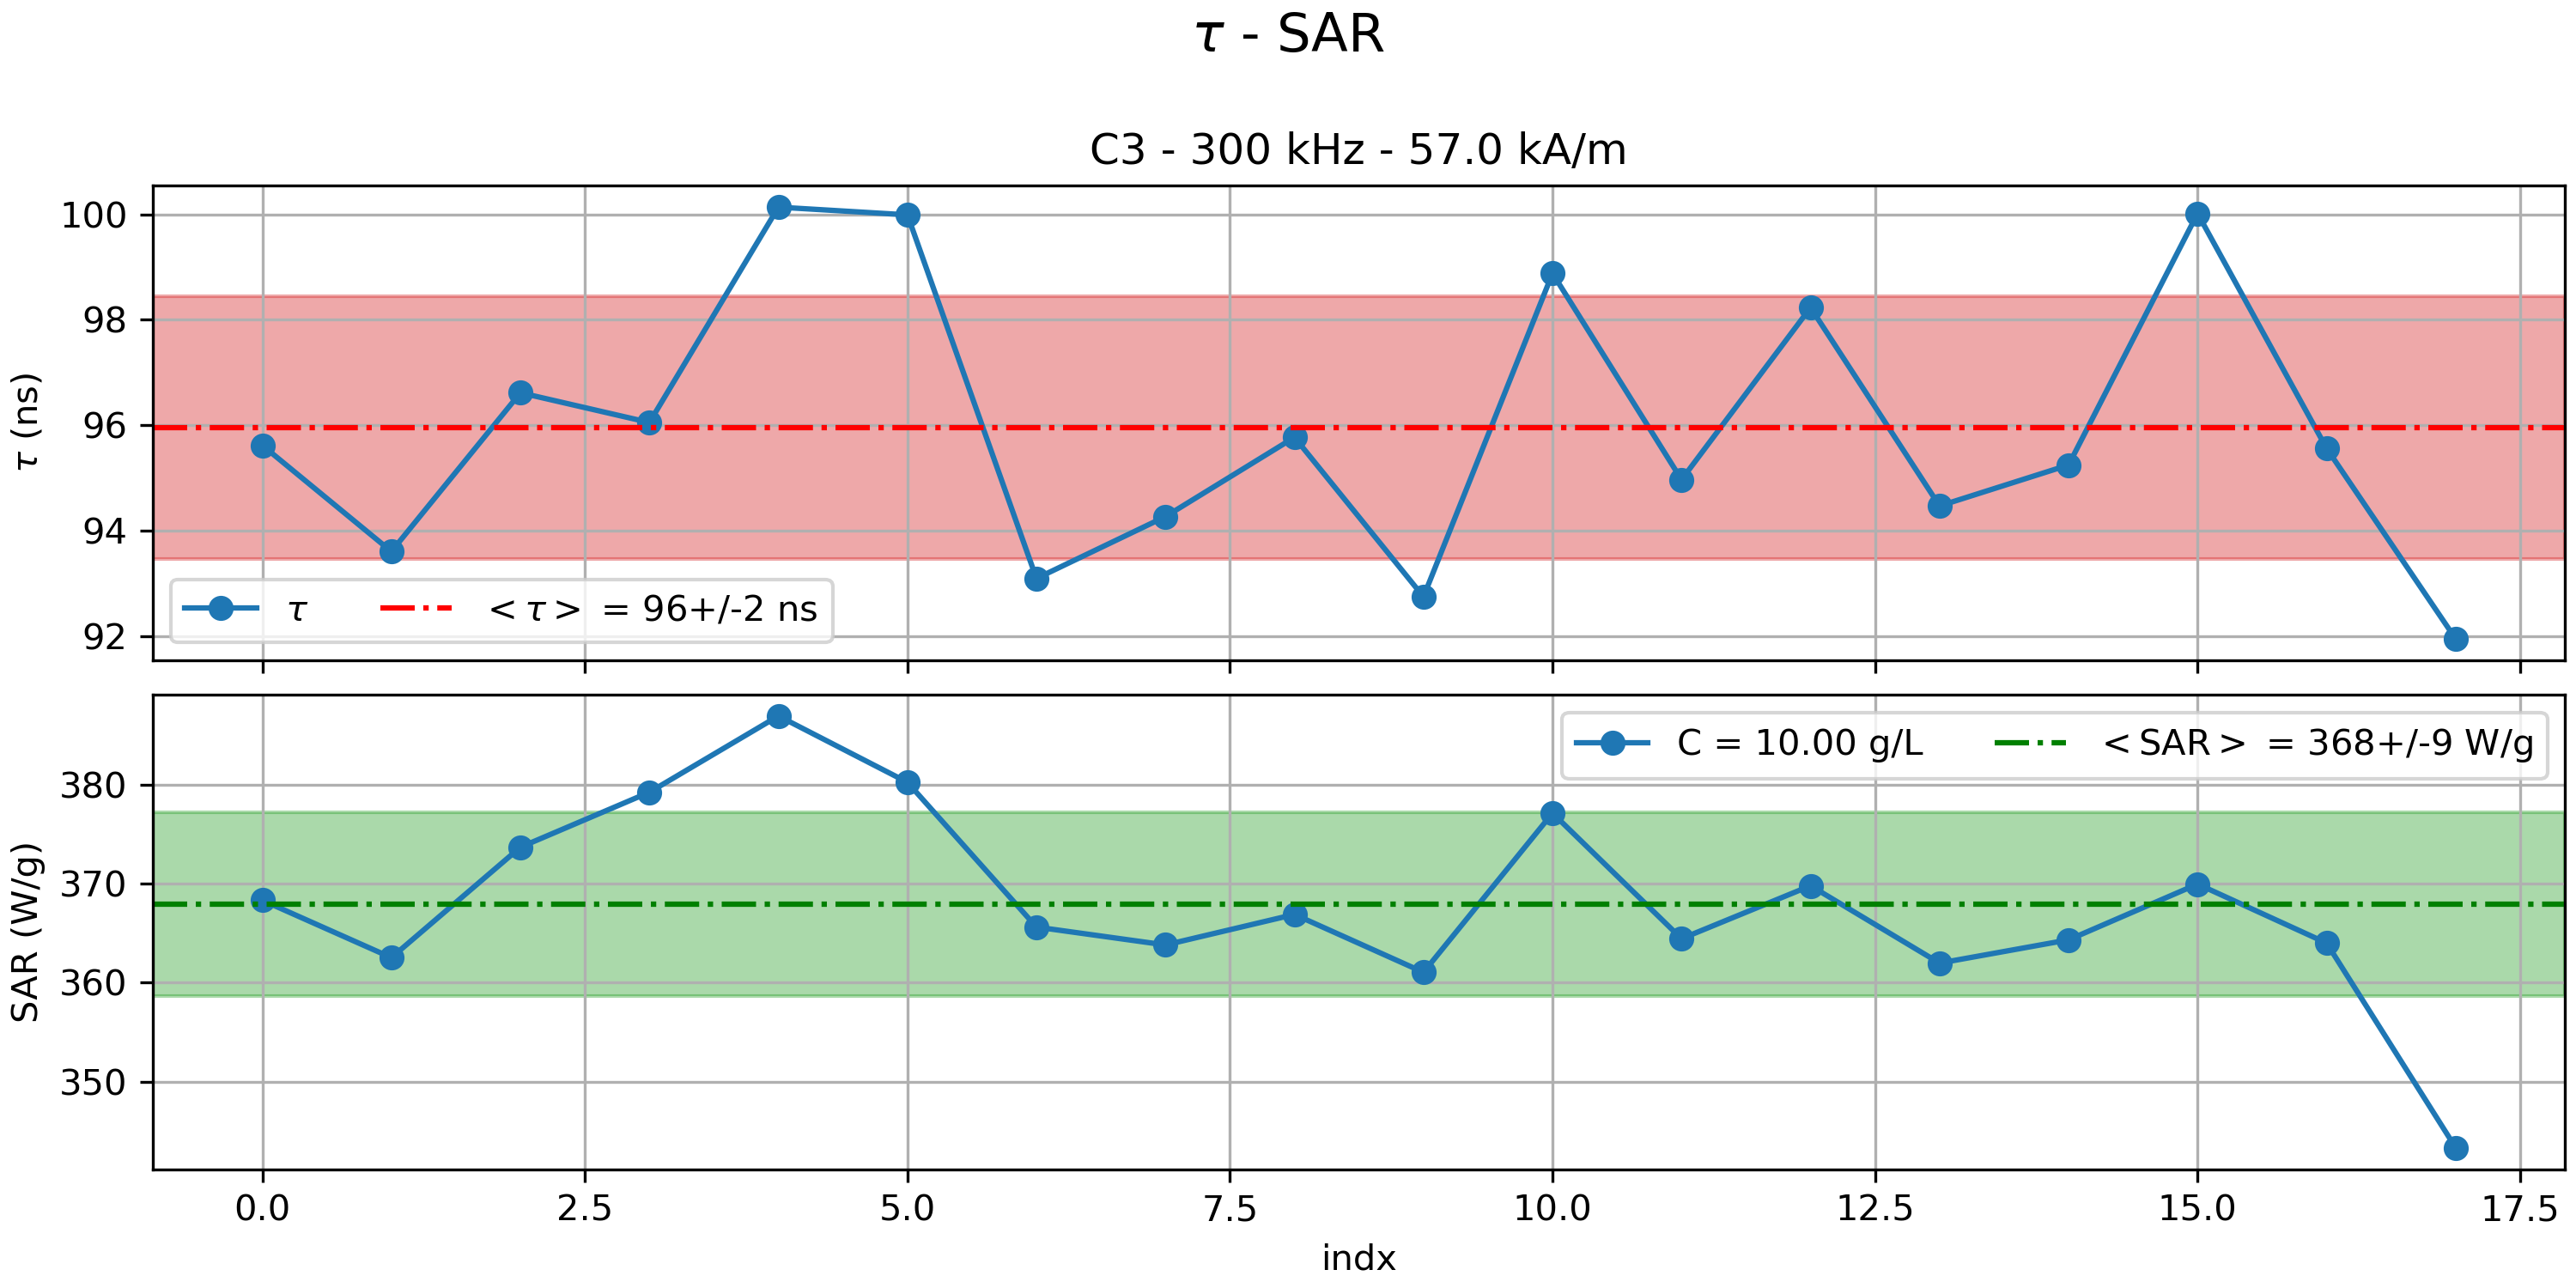 τ - SAR
C3 - 300 kHz - 57.0 kA/m
100
98
96
94
92
τ (ns)
τ <τ> = 96+/-2 ns
C = 10.00 g/L <SAR> = 368+/-9 W/g
380
370
360
350
SAR (W/g)
0.0 2.5 5.0 7.5 10.0 12.5 15.0 17.5
indx